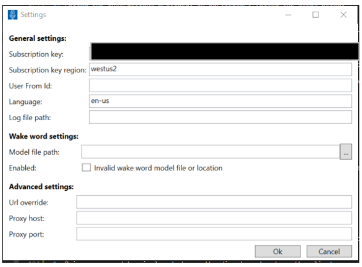 Settings
General settings:
Subscription key:
Subscription key region: westus2
User From Id:
Language: en-us
Log file path:
Wake word settings:
Model file path: ...
Enabled: Invalid wake word model file or location
Advanced settings:
Url override:
Proxy host:
Proxy port:
Ok Cancel